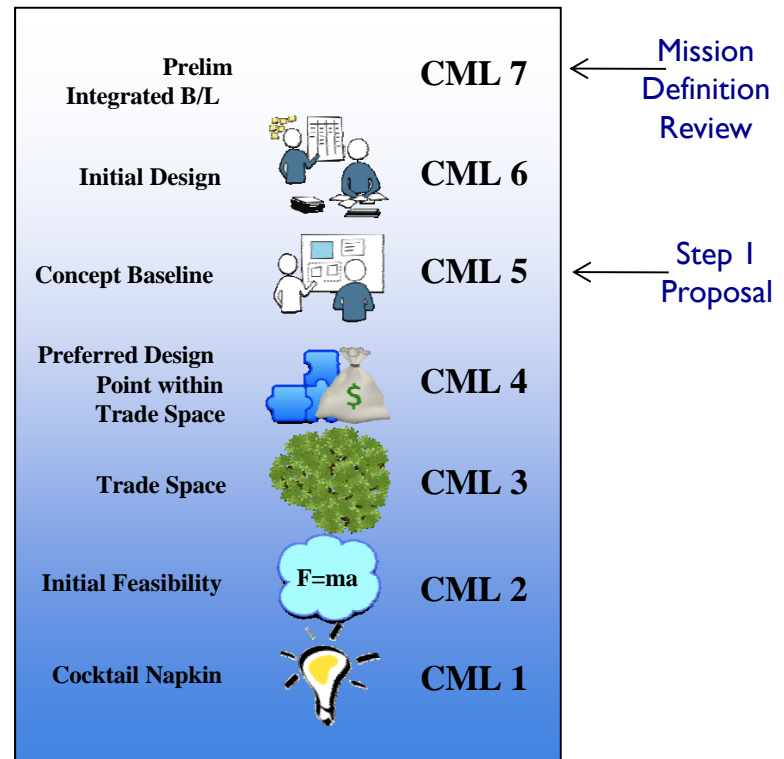 Prelim
Integrated B/L
CML 7
Mission
Definition
Review
Initial Design
CML 6
Concept Baseline
CML 5
Step 1
Proposal
Preferred Design
Point within
Trade Space
$
CML 4
Trade Space
CML 3
Initial Feasibility
F=ma
CML 2
Cocktail Napkin
CML 1